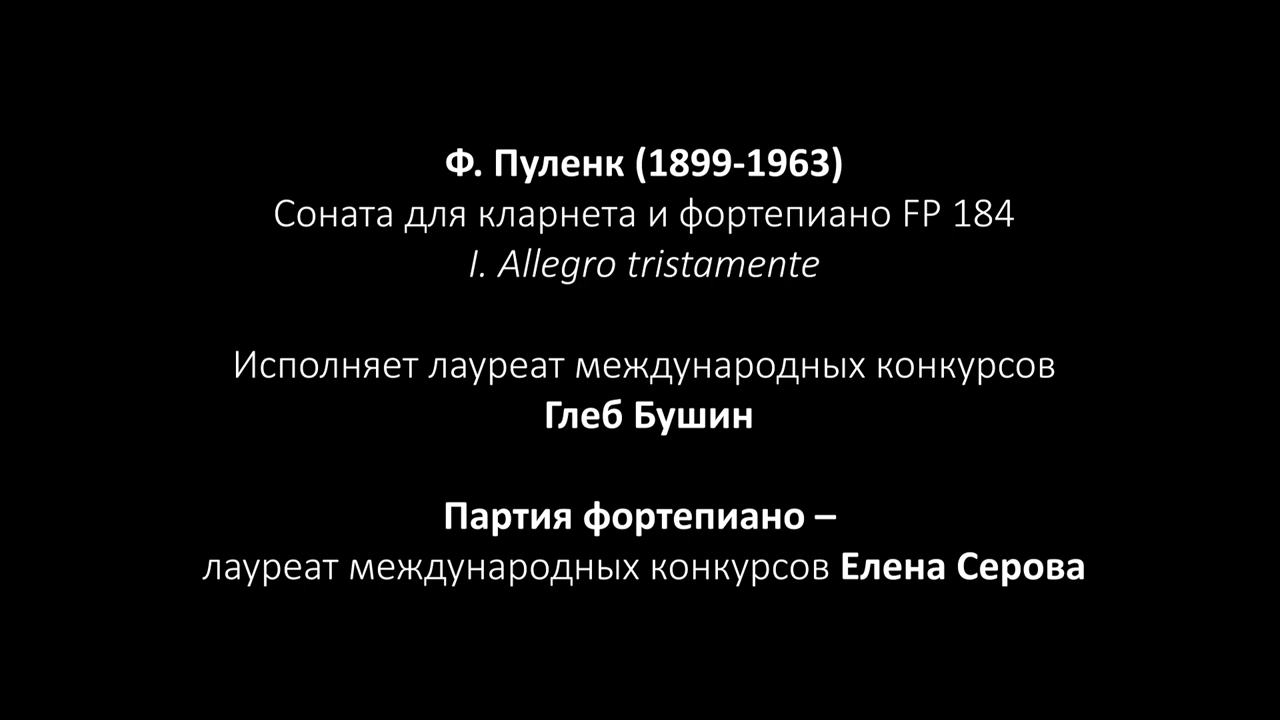 Ф. Пуленк (1899-1963)
Соната для кларнета и фортепиано FP 184
I. Allegro tristamente
Исполняет лауреат международных конкурсов
Глеб Бушин
Партия фортепиано –
лауреат международных конкурсов Елена Серова